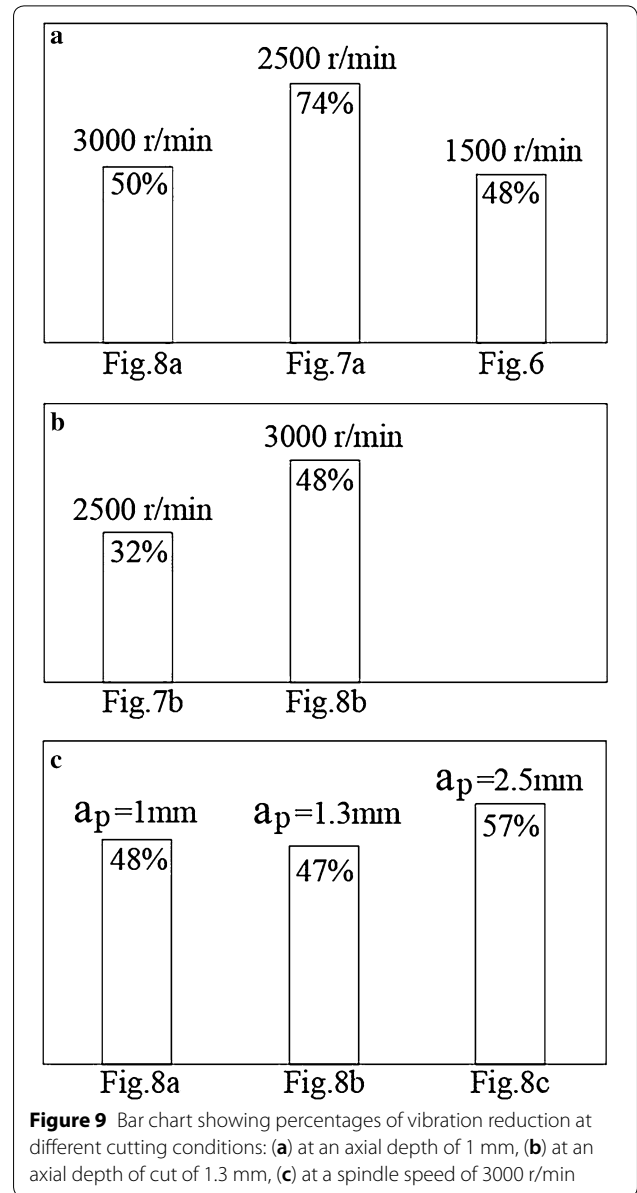 a
2500 r/min
74%
3000 r/min
50%
1500 r/min
48%
Fig.8a Fig.7a Fig.6
b
3000 r/min
48%
2500 r/min
32%
Fig.7b Fig.8b
c
ap=1mm
48%
ap=1.3mm
47%
ap=2.5mm
57%
Fig.8a Fig.8b Fig.8c
Figure 9 Bar chart showing percentages of vibration reduction at
different cutting conditions: (a) at an axial depth of 1 mm, (b) at an
axial depth of cut of 1.3 mm, (c) at a spindle speed of 3000 r/min